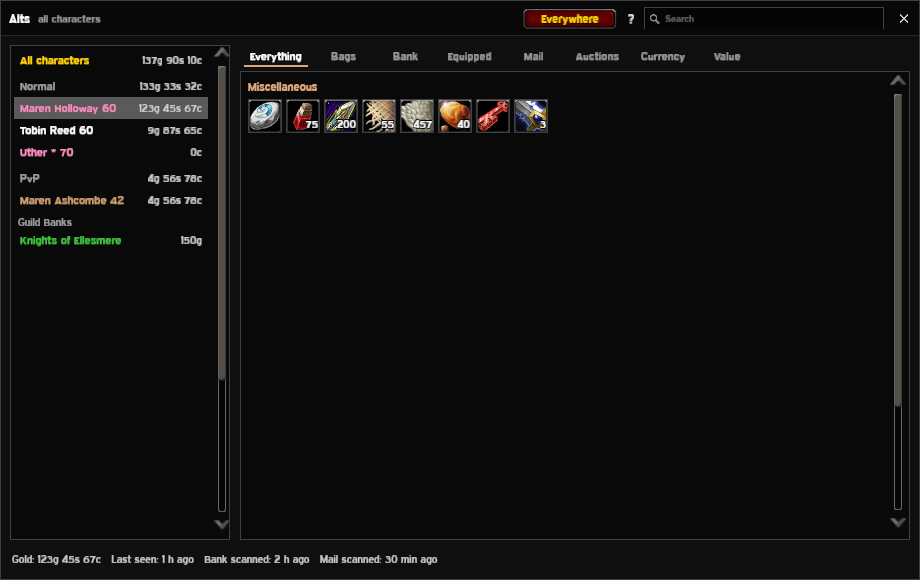 Alts all characters Everywhere ? Search
All characters 137g 90s 10c
Normal 133g 33s 32c
Maren Holloway 60 123g 45s 67c
Tobin Reed 60 9g 87s 65c
Uther * 70 0c
PvP 4g 56s 78c
Maren Ashcombe 42 4g 56s 78c
Guild Banks
Knights of Ellesmere 150g
Everything Bags Bank Equipped Mail Auctions Currency Value
Miscellaneous
75 200 55 457 40 3
Gold: 123g 45s 67c Last seen: 1 h ago Bank scanned: 2 h ago Mail scanned: 30 min ago